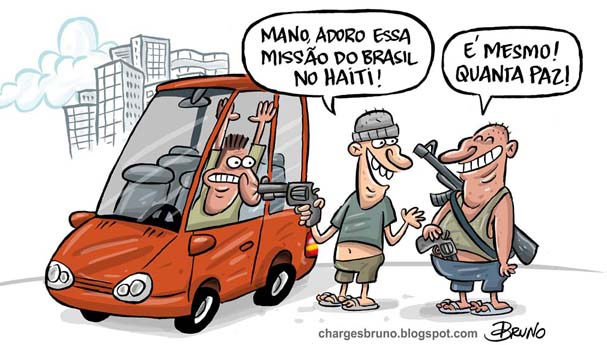 MANO, ADORO ESSA
MISSÃO DO BRASIL
NO HAITI!
É MESMO!
QUANTA PAZ!
chargesbruno.blogspot.com
BRUNO